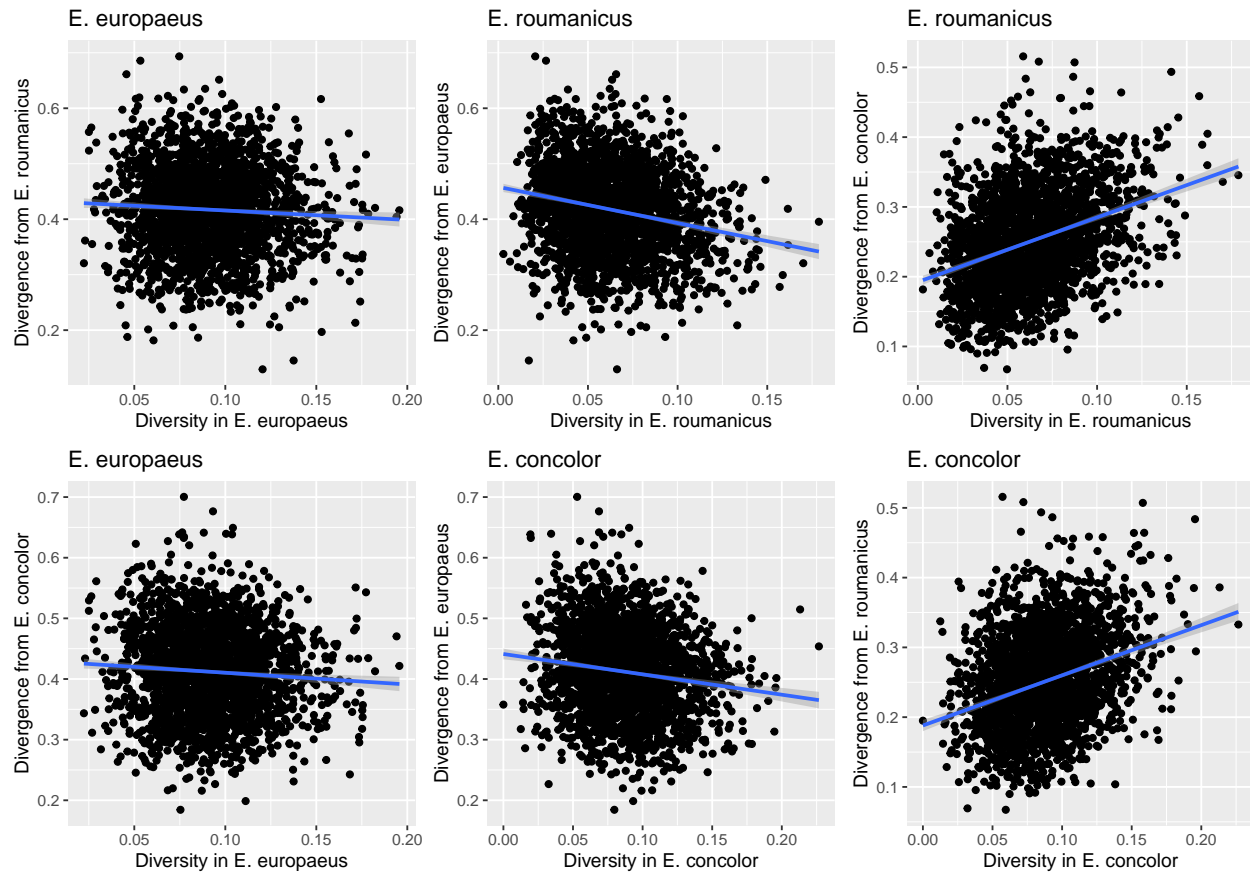 E. europaeus
Divergence from E. roumanicus
0.6
0.4
0.2
0.05 0.10 0.15 0.20
Diversity in E. europaeus
E. roumanicus
Divergence from E. europaeus
0.6
0.4
0.2
0.00 0.05 0.10 0.15
Diversity in E. roumanicus
E. roumanicus
Divergence from E. concolor
0.5
0.4
0.3
0.2
0.1
0.00 0.05 0.10 0.15
Diversity in E. roumanicus
E. europaeus
Divergence from E. concolor
0.7
0.6
0.5
0.4
0.3
0.2
0.05 0.10 0.15 0.20
Diversity in E. europaeus
E. concolor
Divergence from E. europaeus
0.7
0.6
0.5
0.4
0.3
0.2
0.00 0.05 0.10 0.15 0.20
Diversity in E. concolor
E. concolor
Divergence from E. roumanicus
0.5
0.4
0.3
0.2
0.1
0.00 0.05 0.10 0.15 0.20
Diversity in E. concolor